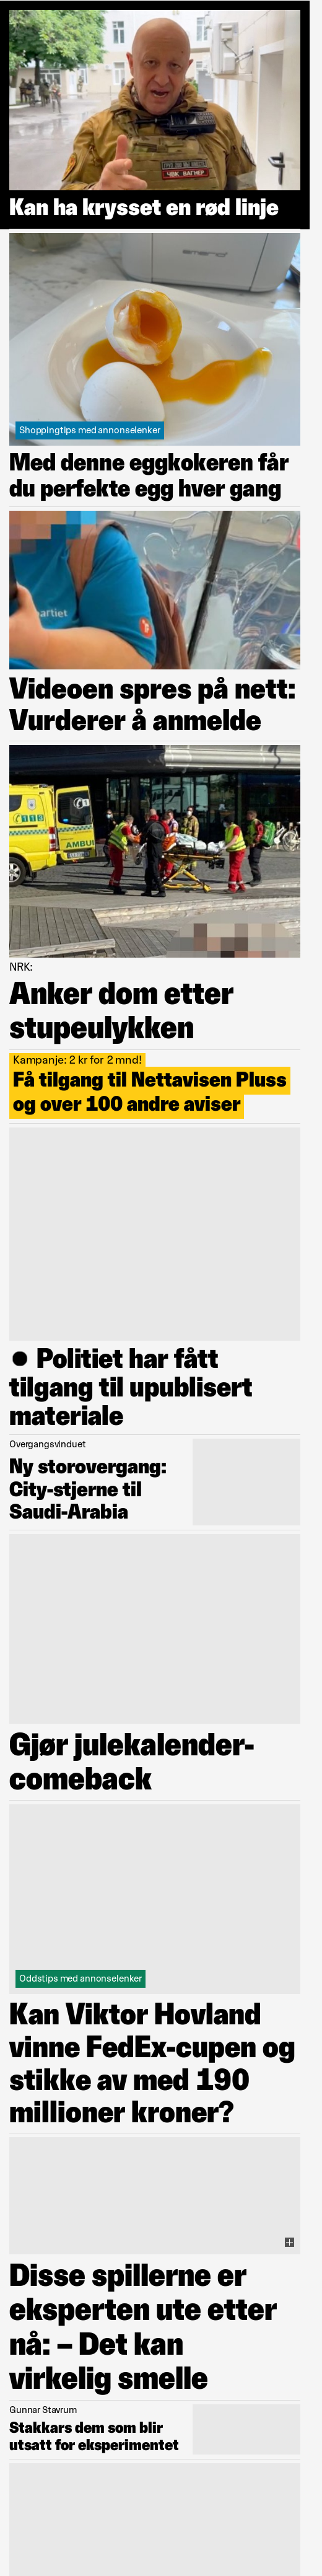 ЧВК ВАГНЕР
Kan ha krysset en rød linje
emerio
Shoppingtips med annonselenker
Med denne eggkokeren får
du perfekte egg hver gang
partiet
Videoen spres på nett:
Vurderer å anmelde
113
AMBU
NRK:
Anker dom etter
stupeulykken
Kampanje: 2 kr for 2 mnd!
Få tilgang til Nettavisen Pluss
og over 100 andre aviser
Politiet har fått
tilgang til upublisert
materiale
Overgangsvinduet
Ny storovergang:
City-stjerne til
Saudi-Arabia
Gjør julekalender-
comeback
Oddstips med annonselenker
Kan Viktor Hovland
vinne FedEx-cupen og
stikke av med 190
millioner kroner?
Disse spillerne er
eksperten ute etter
nå: – Det kan
virkelig smelle
Gunnar Stavrum
Stakkars dem som blir
utsatt for eksperimentet